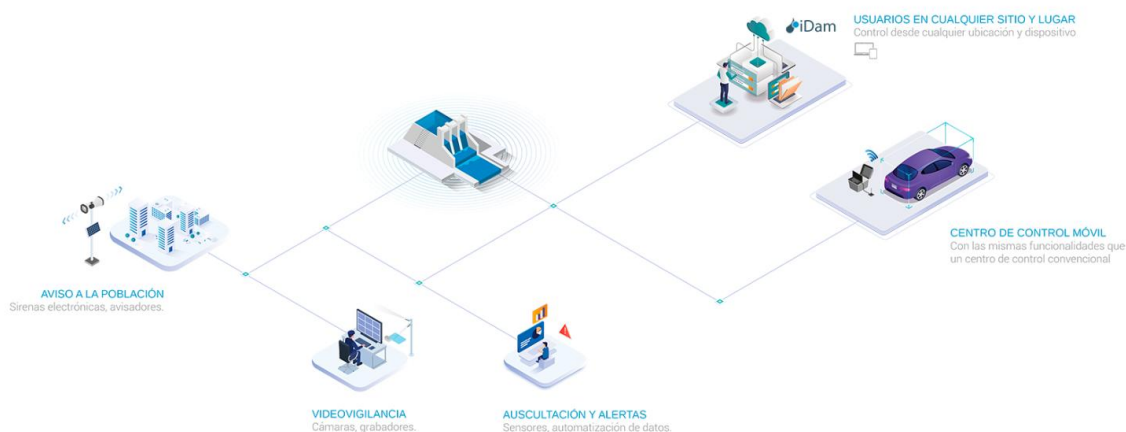 iDam
USUARIOS EN CUALQUIER SITIO Y LUGAR
Control desde cualquier ubicación y dispositivo
CENTRO DE CONTROL MÓVIL
Con las mismas funcionalidades que
un centro de control convencional
AVISO A LA POBLACIÓN
Sirenas electrónicas, avisadores.
VIDEOVIGILANCIA
Cámaras, grabadores.
AUSCULTACIÓN Y ALERTAS
Sensores, automatización de datos.